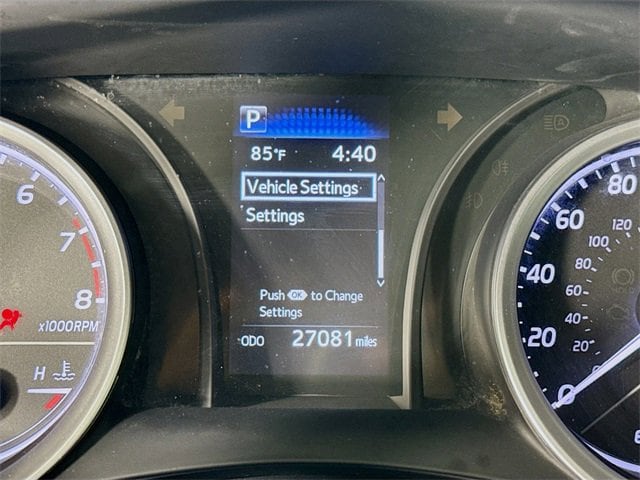 P
85°F 4:40
Vehicle Settings
Settings
Push OK to Change
Settings
ODO 27081 miles
6
7
8
x1000RPM
H
80
60
40
20
0
120
100
80
60
40
20